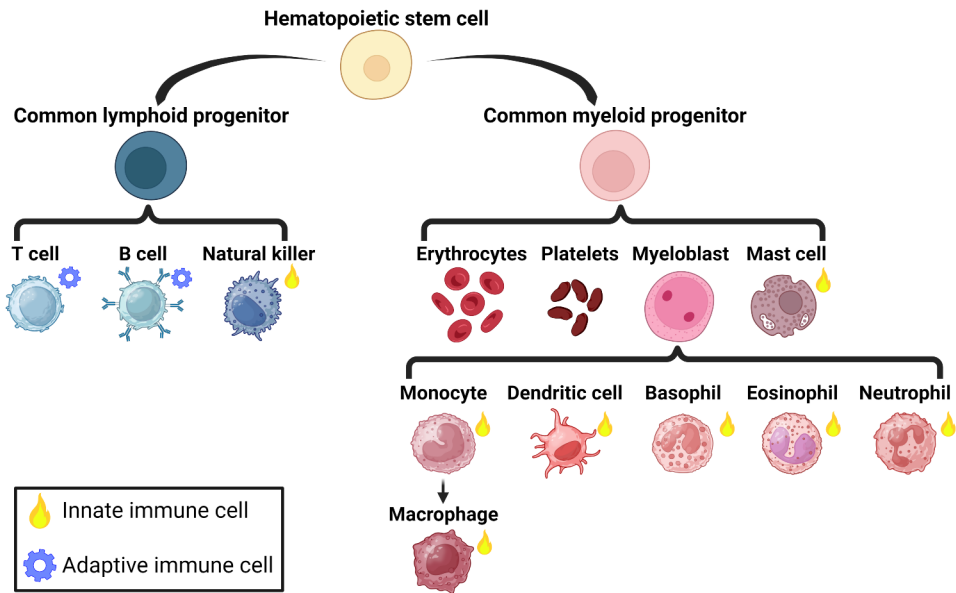 Hematopoietic stem cell
Common lymphoid progenitor
Common myeloid progenitor
T cell
B cell
Natural killer
Erythrocytes
Platelets
Myeloblast
Mast cell
Monocyte
Dendritic cell
Basophil
Eosinophil
Neutrophil
Macrophage
Innate immune cell
Adaptive immune cell